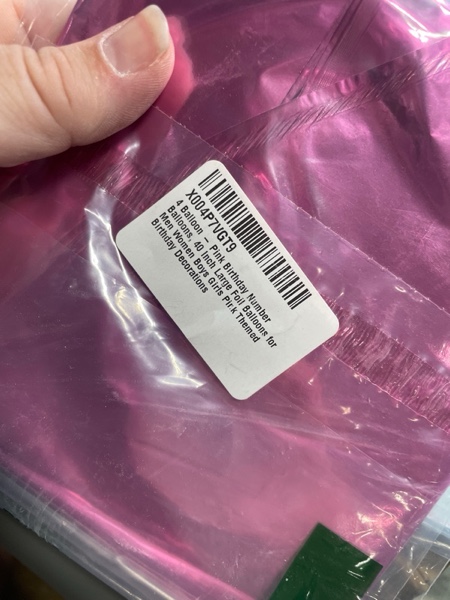 X004P7VGT9
4 Balloon – Pink Birthday Number
Balloons, 40 Inch Large Foil Balloons for
Men Women Boys Girls Pink Themed
Birthday Decorations